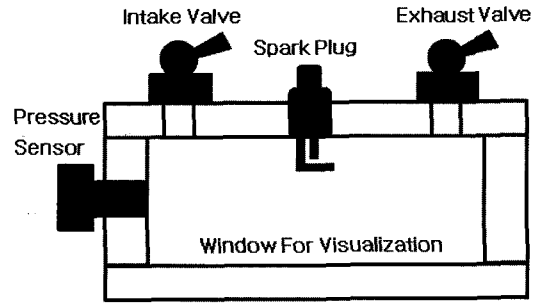 Intake Valve
Exhaust Valve
Spark Plug
Pressure
Sensor
Window For Visualization